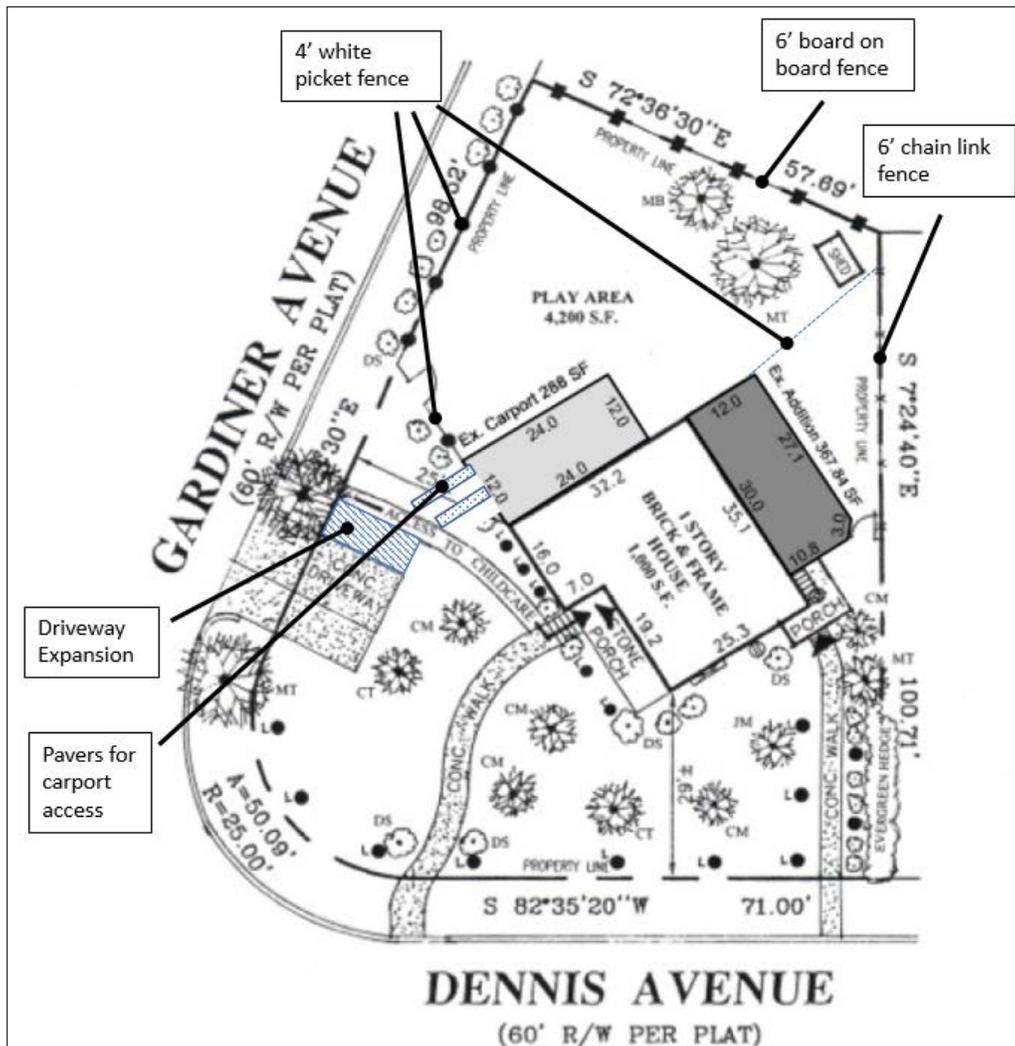 4' white
picket fence
6' board on
board fence
6' chain link
fence
S 72°36'30"E
57.69'
PROPERTY LINE
MB
SHED
98.52'
PROPERTY LINE
GARDINER AVENUE
(60' R/W PER PLAT)
PLAY AREA
4,200 S.F.
MT
DS
S 7°24'40"E
PROPERTY LINE
Ex. Carport 288 SF
24.0
12.0
Ex. Addition 367.84 SF
12.0
27.1
30"E
25'
12.0
24.0
32.2
30.0
35.1
3.0
10.8
1 STORY
BRICK & FRAME
HOUSE
1,000 S.F.
ACCESS TO CHILDCARE
16.0
7.0
19.2
25.3
STONE
PORCH
PORCH
CM
CONC.
DRIVEWAY
Driveway
Expansion
CM
CT
MT
DS
MT
100.71'
CONC. WALK
CM
DS
JM
CONC. WALK
EVERGREEN HEDGE
Pavers for
carport
access
CM
CT
CM
29'±
L
L
A=50.09'
R=25.00'
DS
DS
L
L
L
L
L
PROPERTY LINE
S 82°35'20"W
71.00'
DENNIS AVENUE
(60' R/W PER PLAT)